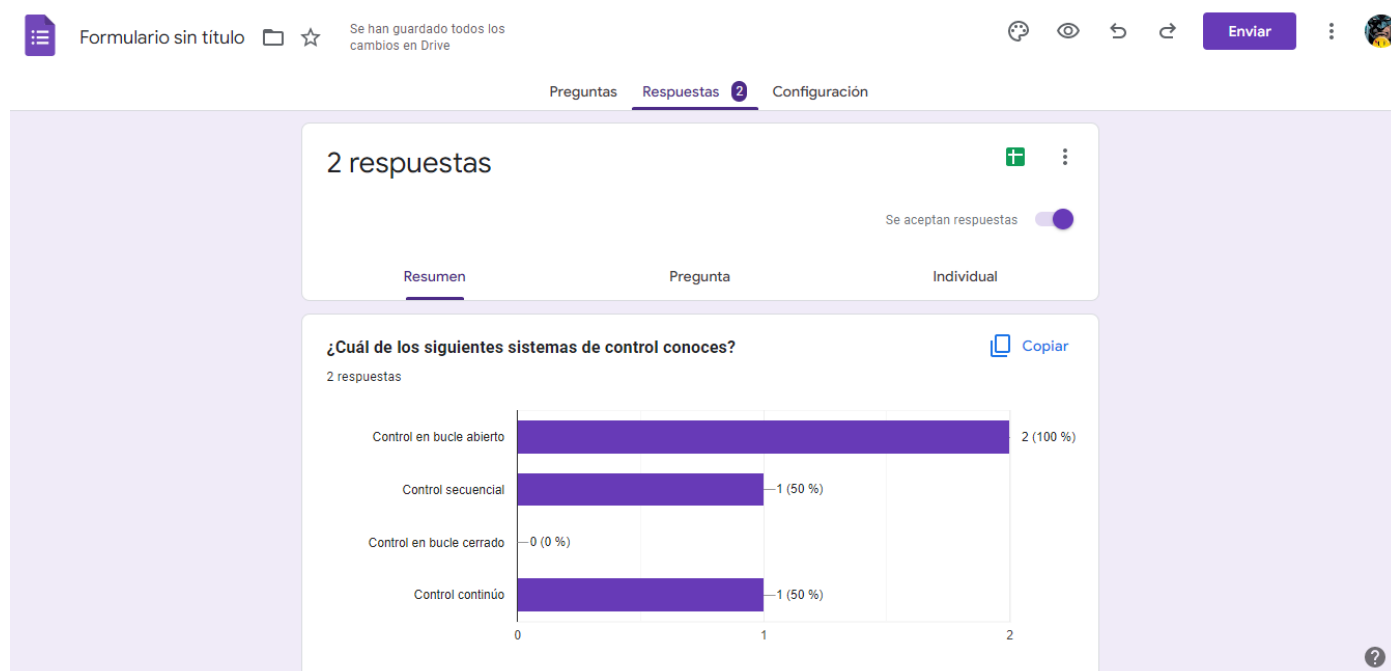 Formulario sin título
Se han guardado todos los
cambios en Drive
Enviar
Preguntas Respuestas 2 Configuración
2 respuestas
Se aceptan respuestas
Resumen Pregunta Individual
¿Cuál de los siguientes sistemas de control conoces?
Copiar
2 respuestas
Control en bucle abierto 2 (100 %)
Control secuencial 1 (50 %)
Control en bucle cerrado 0 (0 %)
Control continúo 1 (50 %)
0 1 2
?